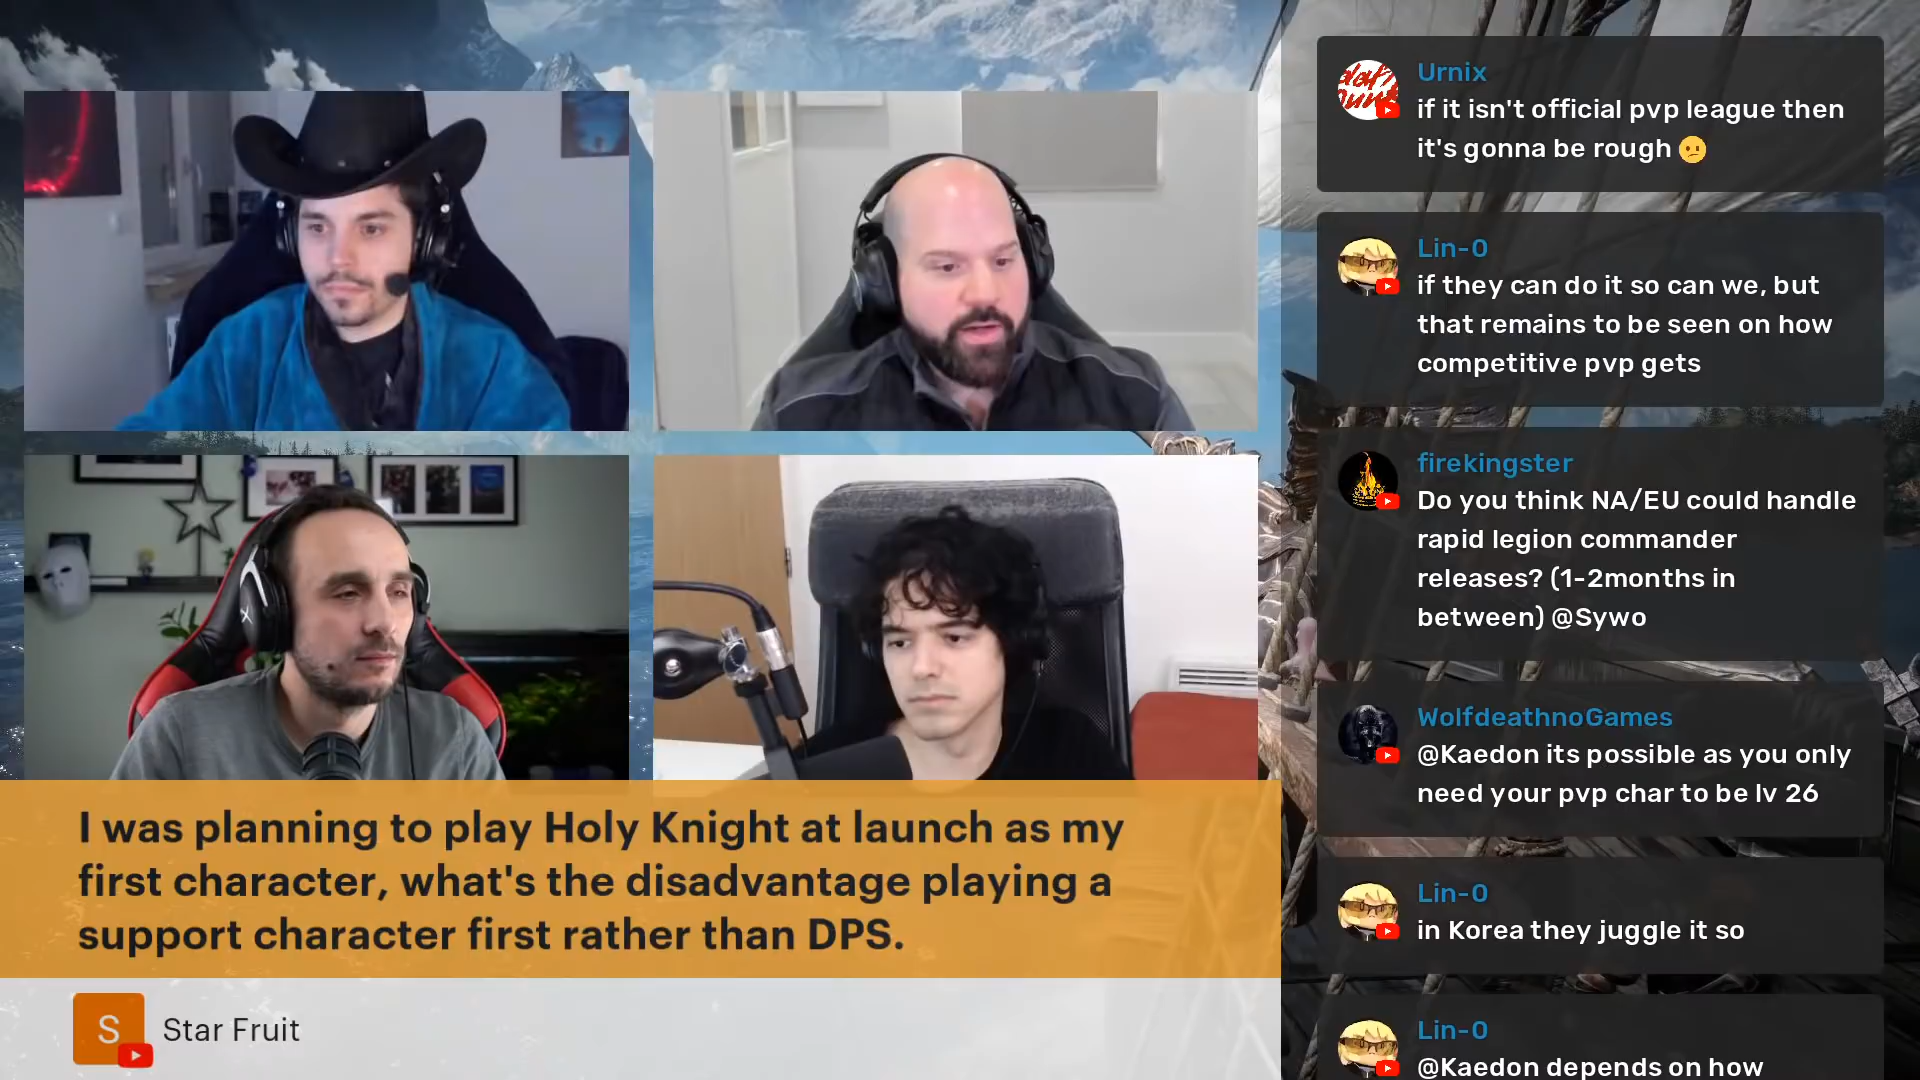 I was planning to play Holy Knight at launch as my
first character, what's the disadvantage playing a
support character first rather than DPS.
S
Star Fruit
Urnix
if it isn't official pvp league then
it's gonna be rough 😕
Lin-0
if they can do it so can we, but
that remains to be seen on how
competitive pvp gets
firekingster
Do you think NA/EU could handle
rapid legion commander
releases? (1-2months in
between) @Sywo
WolfdeathnoGames
@Kaedon its possible as you only
need your pvp char to be lv 26
Lin-0
in Korea they juggle it so
Lin-0
@Kaedon depends on how